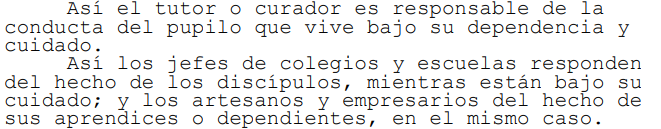 Así el tutor o curador es responsable de la
conducta del pupilo que vive bajo su dependencia y
cuidado.
Así los jefes de colegios y escuelas responden
del hecho de los discípulos, mientras están bajo su
cuidado; y los artesanos y empresarios del hecho de
sus aprendices o dependientes, en el mismo caso.